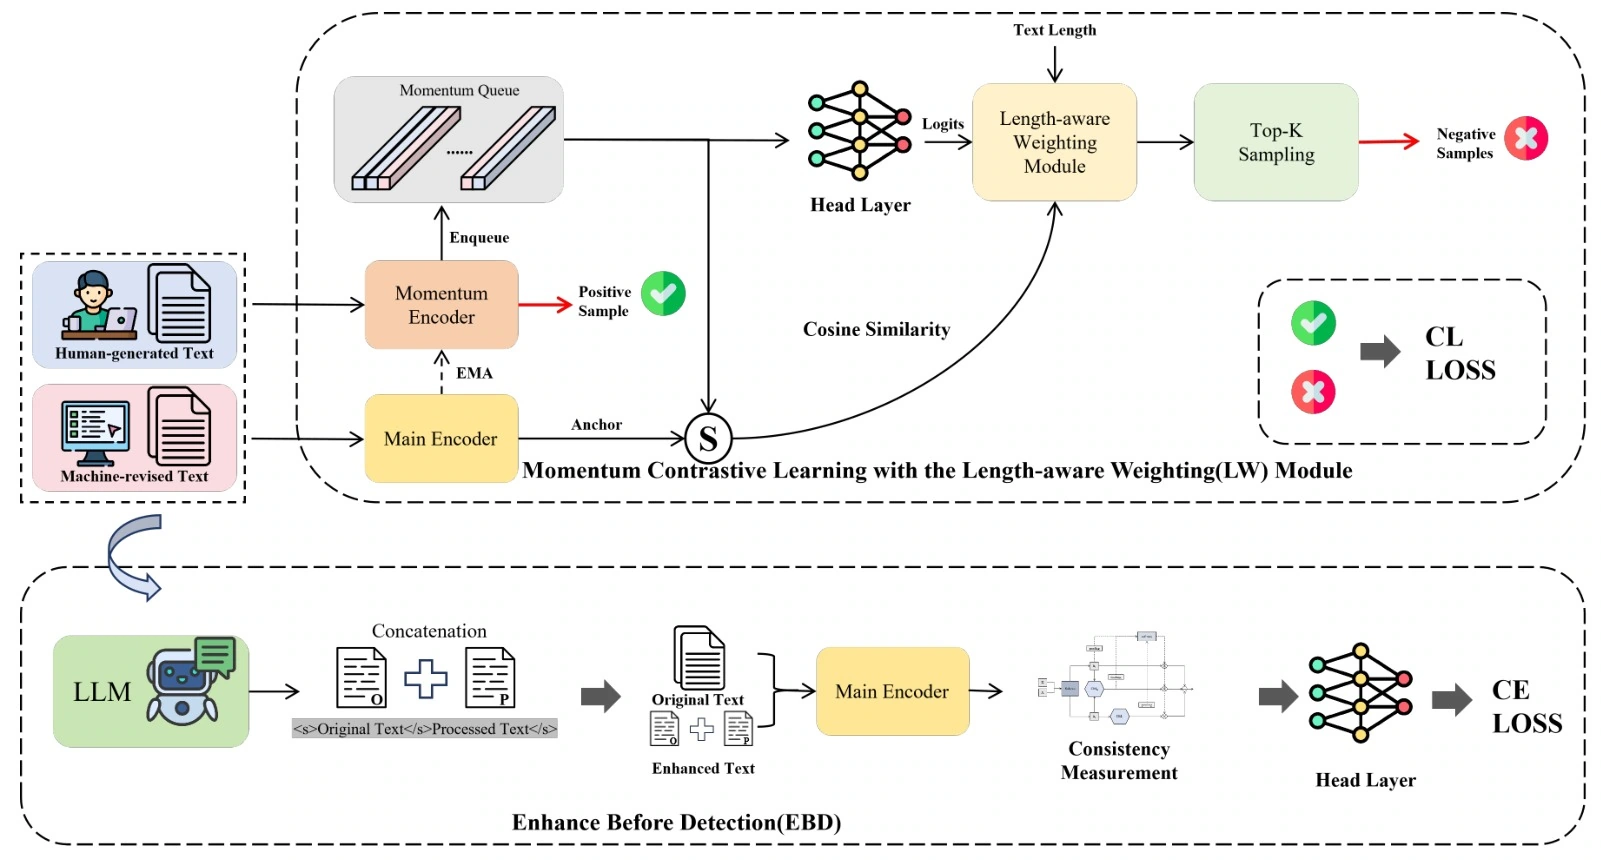 Text Length
Momentum Queue
......
Logits
Length-aware
Weighting
Module
Top-K
Sampling
Negative
Samples
Head Layer
Enqueue
Momentum
Encoder
Positive
Sample
Human-generated Text
EMA
Cosine Similarity
CL
LOSS
Main Encoder
Anchor
S
Machine-revised Text
Momentum Contrastive Learning with the Length-aware Weighting(LW) Module
LLM
Concatenation
O
P
<s>Original Text</s>Processed Text</s>
Original Text
O
P
Enhanced Text
Main Encoder
Consistency
Measurement
Head Layer
CE
LOSS
Enhance Before Detection(EBD)